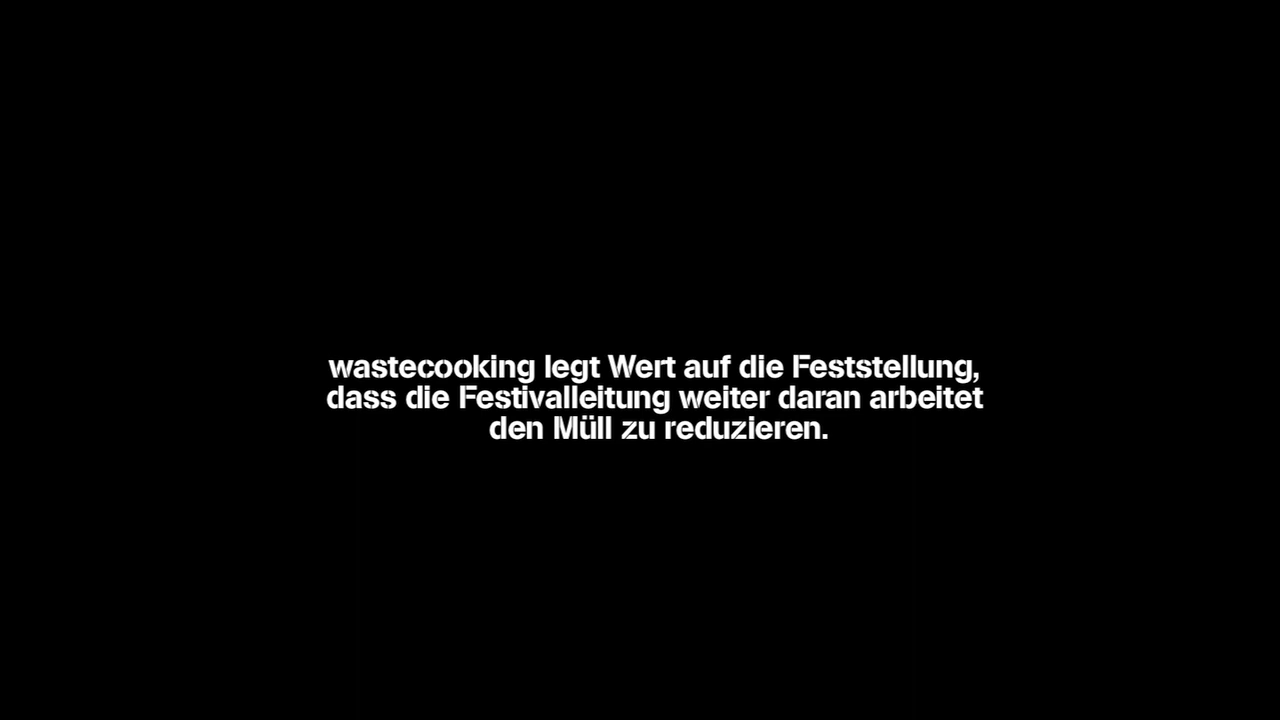 wastecooking legt Wert auf die Feststellung,
dass die Festivalleitung weiter daran arbeitet
den Müll zu reduzieren.